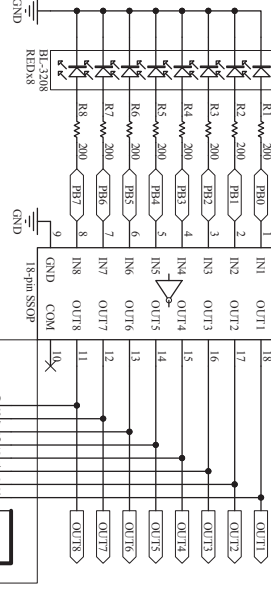 GND
BL-3208
REDx8
R8 R7 R6 R5 R4 R3 R2 R1
200 200 200 200 200 200 200 200
PB7 PB6 PB5 PB4 PB3 PB2 PB1 PB0
GND
9 8 7 6 5 4 3 2 1
GND IN8 IN7 IN6 IN5 IN4 IN3 IN2 IN1
18-pin SSOP
COM OUT8 OUT7 OUT6 OUT5 OUT4 OUT3 OUT2 OUT1
10 11 12 13 14 15 16 17 18
OUT8 OUT7 OUT6 OUT5 OUT4 OUT3 OUT2 OUT1